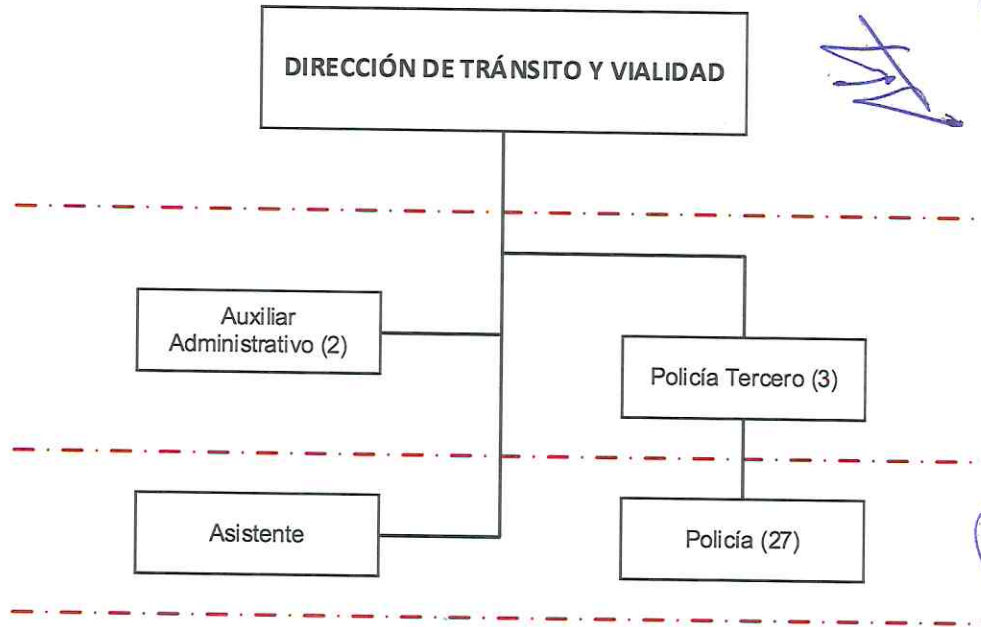 DIRECCIÓN DE TRÁNSITO Y VIALIDAD
Auxiliar
Administrativo (2)
Policía Tercero (3)
Asistente
Policía (27)